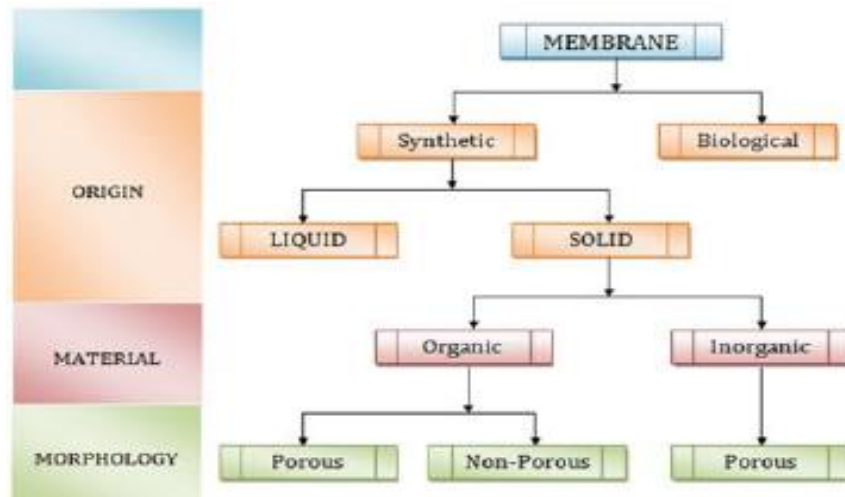 MEMBRANE
Synthetic
Biological
ORIGIN
LIQUID
SOLID
Organic
Inorganic
MATERIAL
MORPHOLOGY
Porous
Non-Porous
Porous